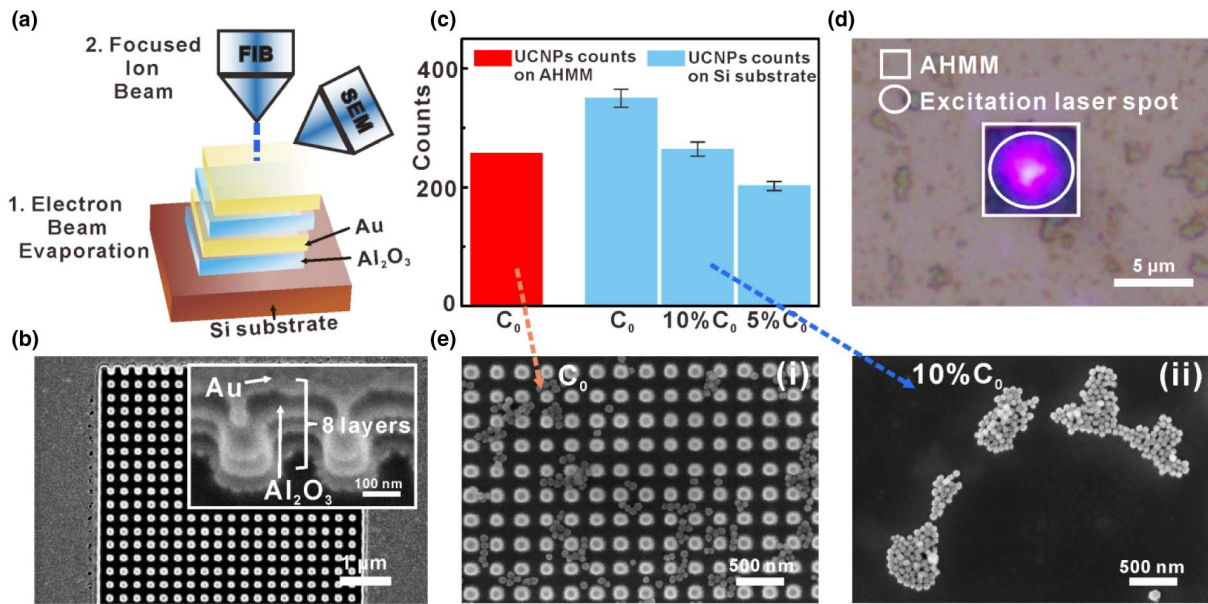 (a)
2. Focused
Ion
Beam
FIB
SEM
1. Electron
Beam
Evaporation
Au
Al₂O₃
Si substrate
(b)
Au
8 layers
Al₂O₃
100 nm
1 μm
(c)
UCNPs counts
on AHMM
UCNPs counts
on Si substrate
Counts
400
200
0
C₀
C₀
10%C₀
5%C₀
(d)
AHMM
Excitation laser spot
5 μm
(e)
C₀
(i)
500 nm
10%C₀
(ii)
500 nm